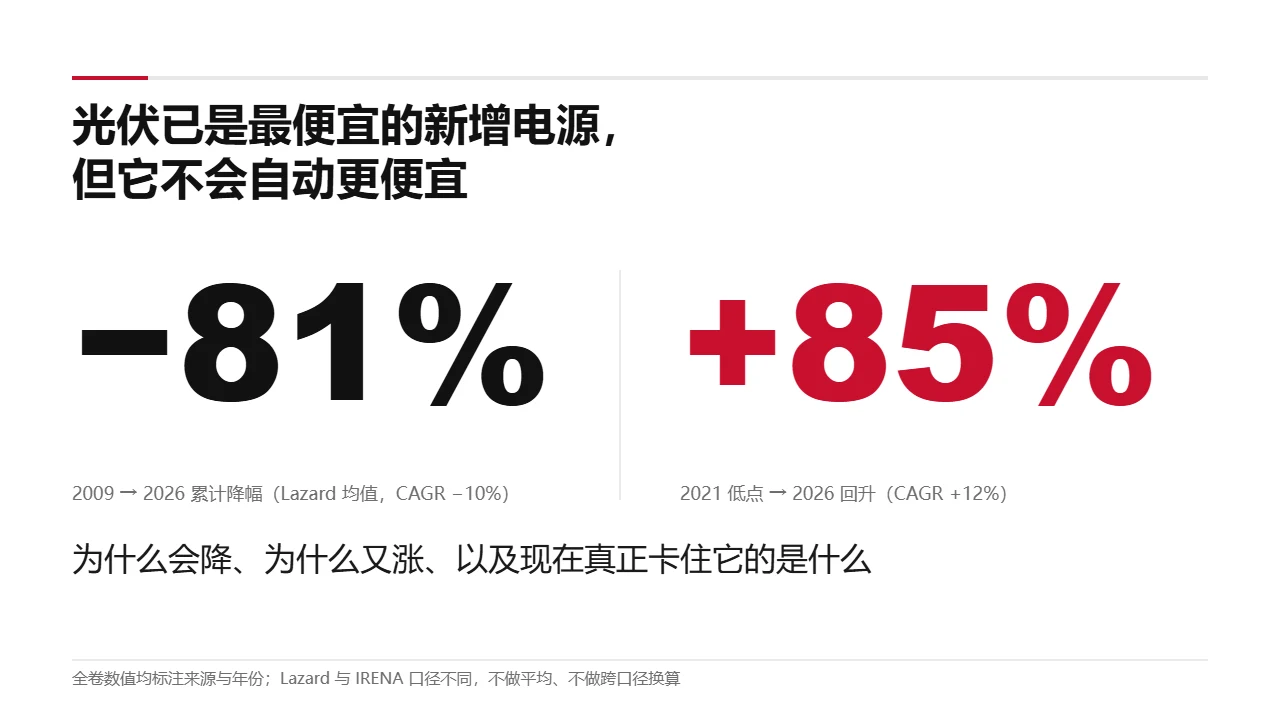 光伏已是最便宜的新增电源，
但它不会自动更便宜
−81%
2009 → 2026 累计降幅（Lazard 均值，CAGR −10%）
+85%
2021 低点 → 2026 回升（CAGR +12%）
为什么会降、为什么又涨、以及现在真正卡住它的是什么
全卷数值均标注来源与年份；Lazard 与 IRENA 口径不同，不做平均、不做跨口径换算